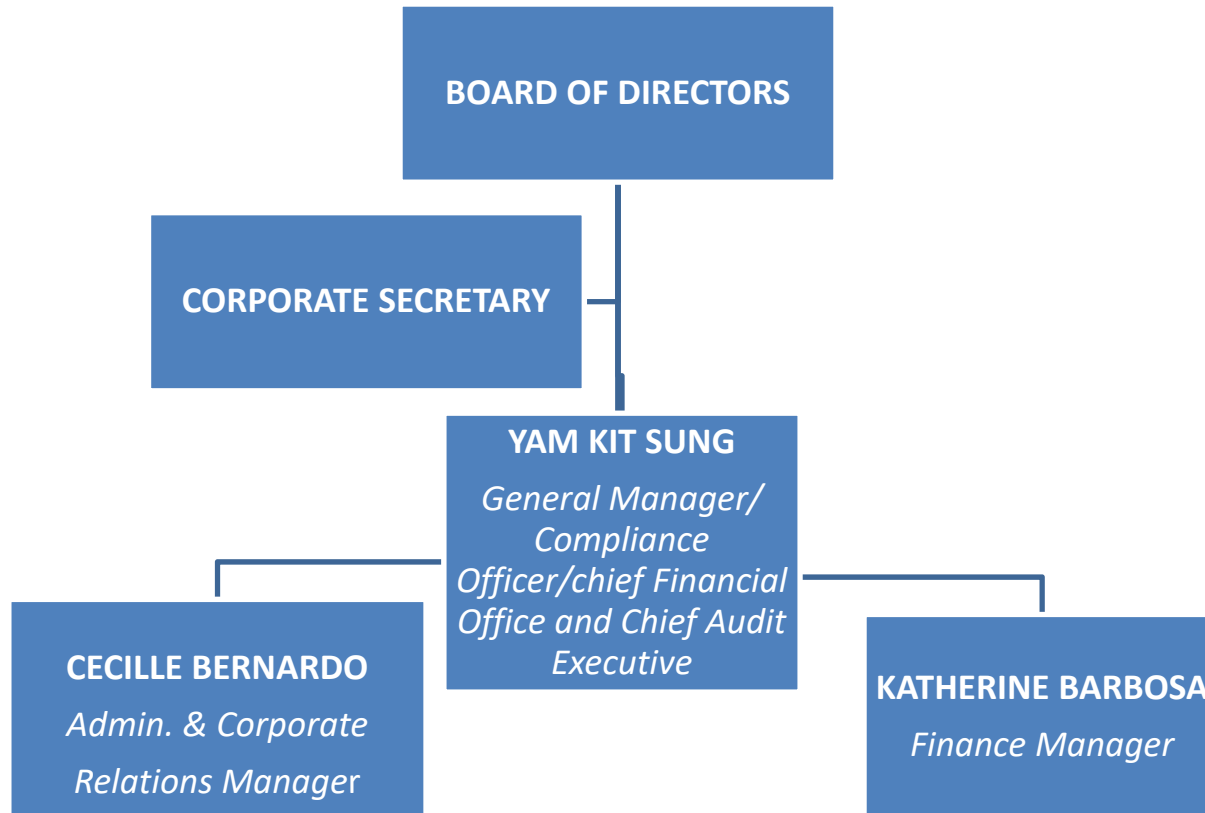 BOARD OF DIRECTORS
CORPORATE SECRETARY
YAM KIT SUNG
General Manager/
Compliance
Officer/chief Financial
Office and Chief Audit
Executive
CECILLE BERNARDO
Admin. & Corporate
Relations Manager
KATHERINE BARBOSA
Finance Manager